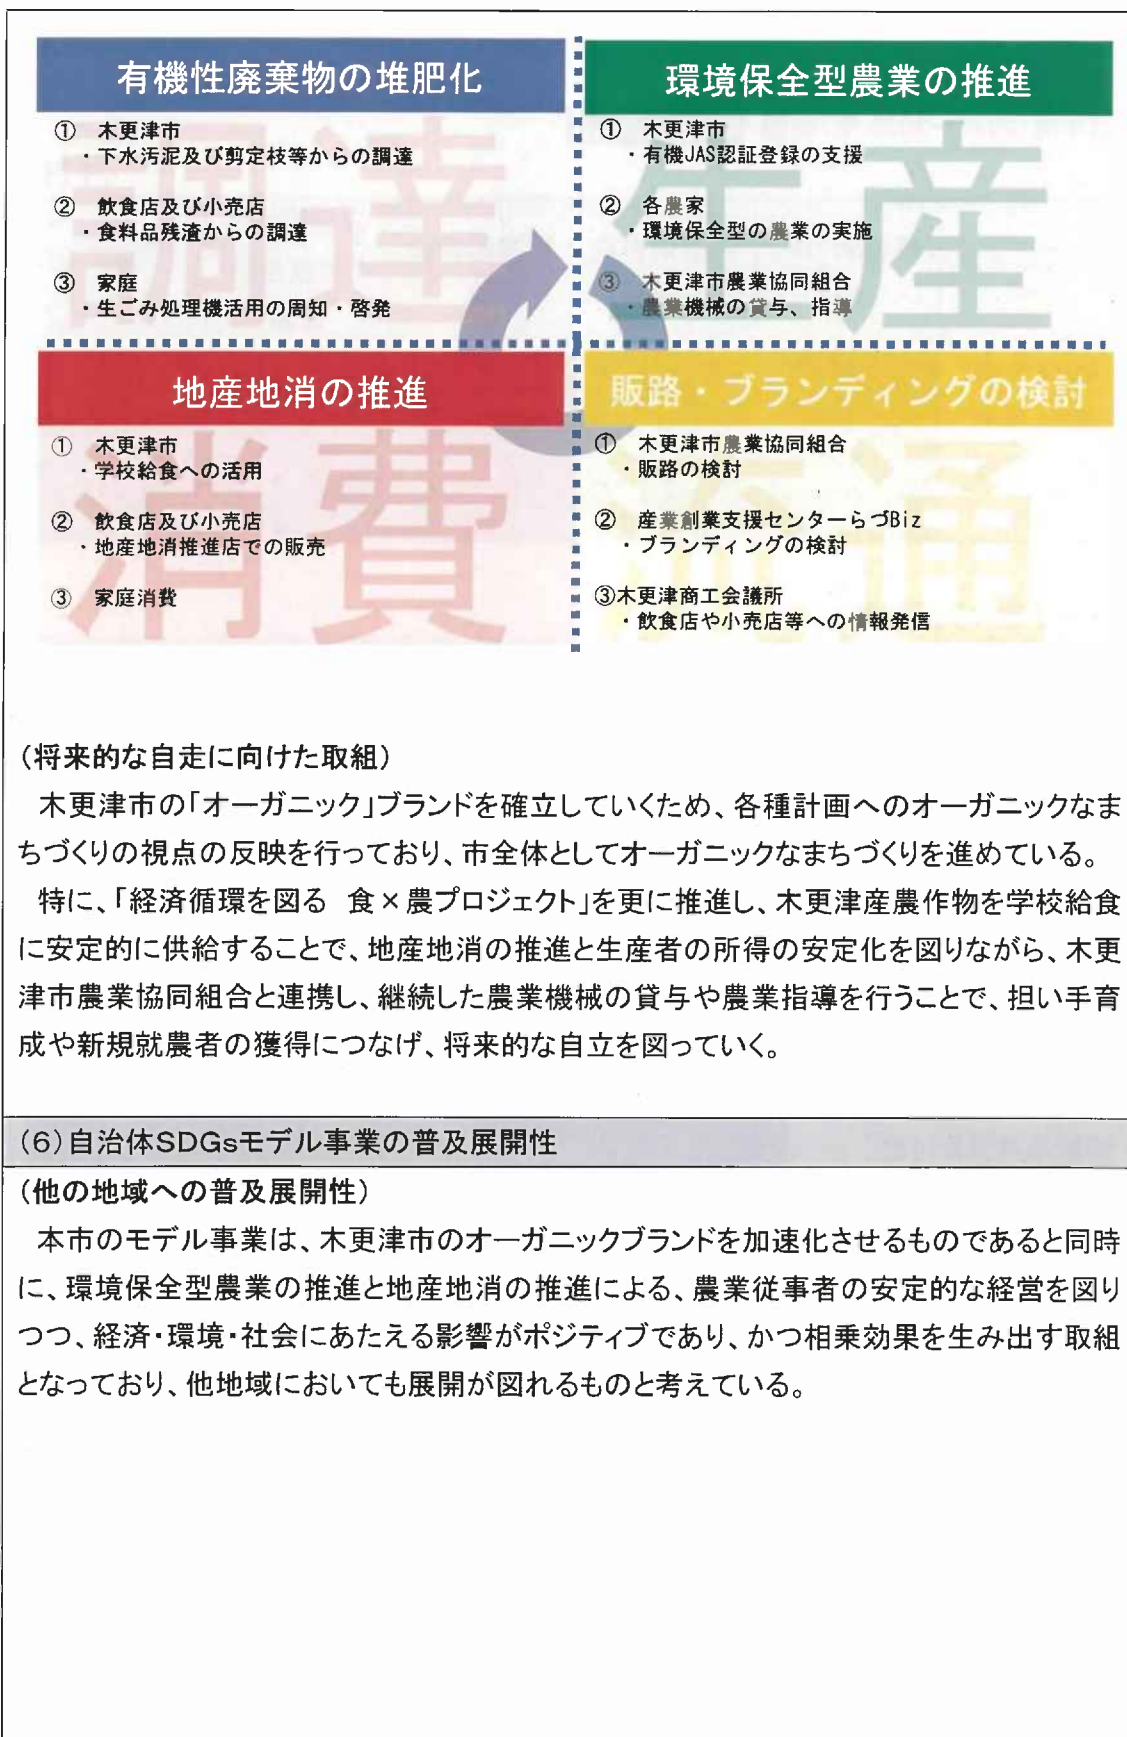 有機性廃棄物の堆肥化
調達
① 木更津市
・下水汚泥及び剪定枝等からの調達
② 飲食店及び小売店
・食料品残渣からの調達
③ 家庭
・生ごみ処理機活用の周知・啓発
環境保全型農業の推進
生産
① 木更津市
・有機JAS認証登録の支援
② 各農家
・環境保全型の農業の実施
③ 木更津市農業協同組合
・農業機械の貸与、指導
地産地消の推進
消費
① 木更津市
・学校給食への活用
② 飲食店及び小売店
・地産地消推進店での販売
③ 家庭消費
販路・ブランディングの検討
流通
① 木更津市農業協同組合
・販路の検討
② 産業創業支援センターらづBiz
・ブランディングの検討
③木更津商工会議所
・飲食店や小売店等への情報発信
(将来的な自走に向けた取組)
木更津市の「オーガニック」ブランドを確立していくため、各種計画へのオーガニックなま
ちづくりの視点の反映を行っており、市全体としてオーガニックなまちづくりを進めている。
特に、「経済循環を図る 食×農プロジェクト」を更に推進し、木更津産農作物を学校給食
に安定的に供給することで、地産地消の推進と生産者の所得の安定化を図りながら、木更
津市農業協同組合と連携し、継続した農業機械の貸与や農業指導を行うことで、担い手育
成や新規就農者の獲得につなげ、将来的な自立を図っていく。
(6)自治体SDGsモデル事業の普及展開性
(他の地域への普及展開性)
本市のモデル事業は、木更津市のオーガニックブランドを加速化させるものであると同時
に、環境保全型農業の推進と地産地消の推進による、農業従事者の安定的な経営を図り
つつ、経済・環境・社会にあたえる影響がポジティブであり、かつ相乗効果を生み出す取組
となっており、他地域においても展開が図れるものと考えている。